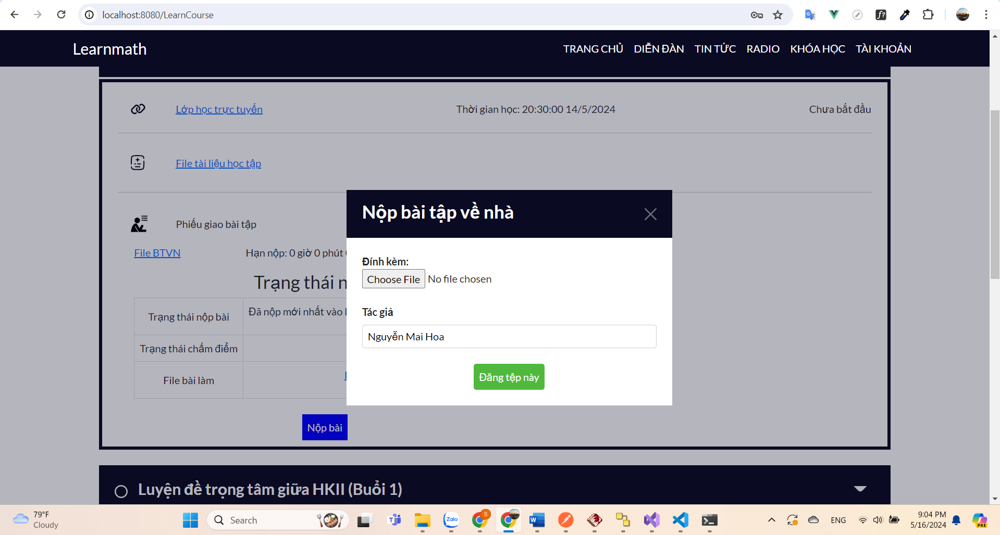 localhost:8080/LearnCourse
Learnmath
TRANG CHỦ DIỄN ĐÀN TIN TỨC RADIO KHÓA HỌC TÀI KHOẢN
Lớp học trực tuyến Thời gian học: 20:30:00 14/5/2024 Chưa bắt đầu
File tài liệu học tập
Phiếu giao bài tập
File BTVN Hạn nộp: 0 giờ 0 phút
Trạng thái
Trạng thái nộp bài Đã nộp mới nhất vào
Trạng thái chấm điểm
File bài làm
Nộp bài
Nộp bài tập về nhà
Đính kèm:
Choose File No file chosen
Tác giả
Nguyễn Mai Hoa
Đăng tệp này
Luyện đề trọng tâm giữa HKII (Buổi 1)
79°F
Cloudy
Search
Zalo
S
ENG
9:04 PM
5/16/2024
PRE